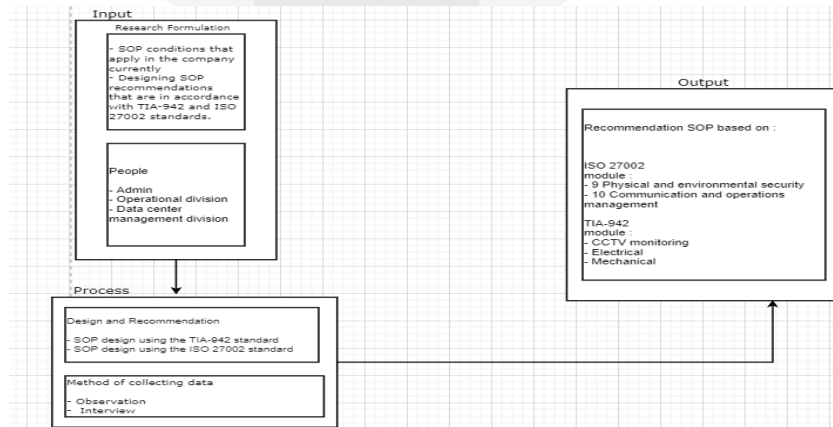 Input
Research Formulation
- SOP conditions that
apply in the company
currently
- Designing SOP
recommendations
that are in accordance
with TIA-942 and ISO
27002 standards.
People
- Admin
- Operational division
- Data center
management division
Process
Design and Recommendation
- SOP design using the TIA-942 standard
- SOP design using the ISO 27002 standard
Method of collecting data
- Observation
- Interview
Output
Recommendation SOP based on :
ISO 27002
module :
- 9 Physical and environmental security
- 10 Communication and operations
management
TIA-942
module :
- CCTV monitoring
- Electrical
- Mechanical